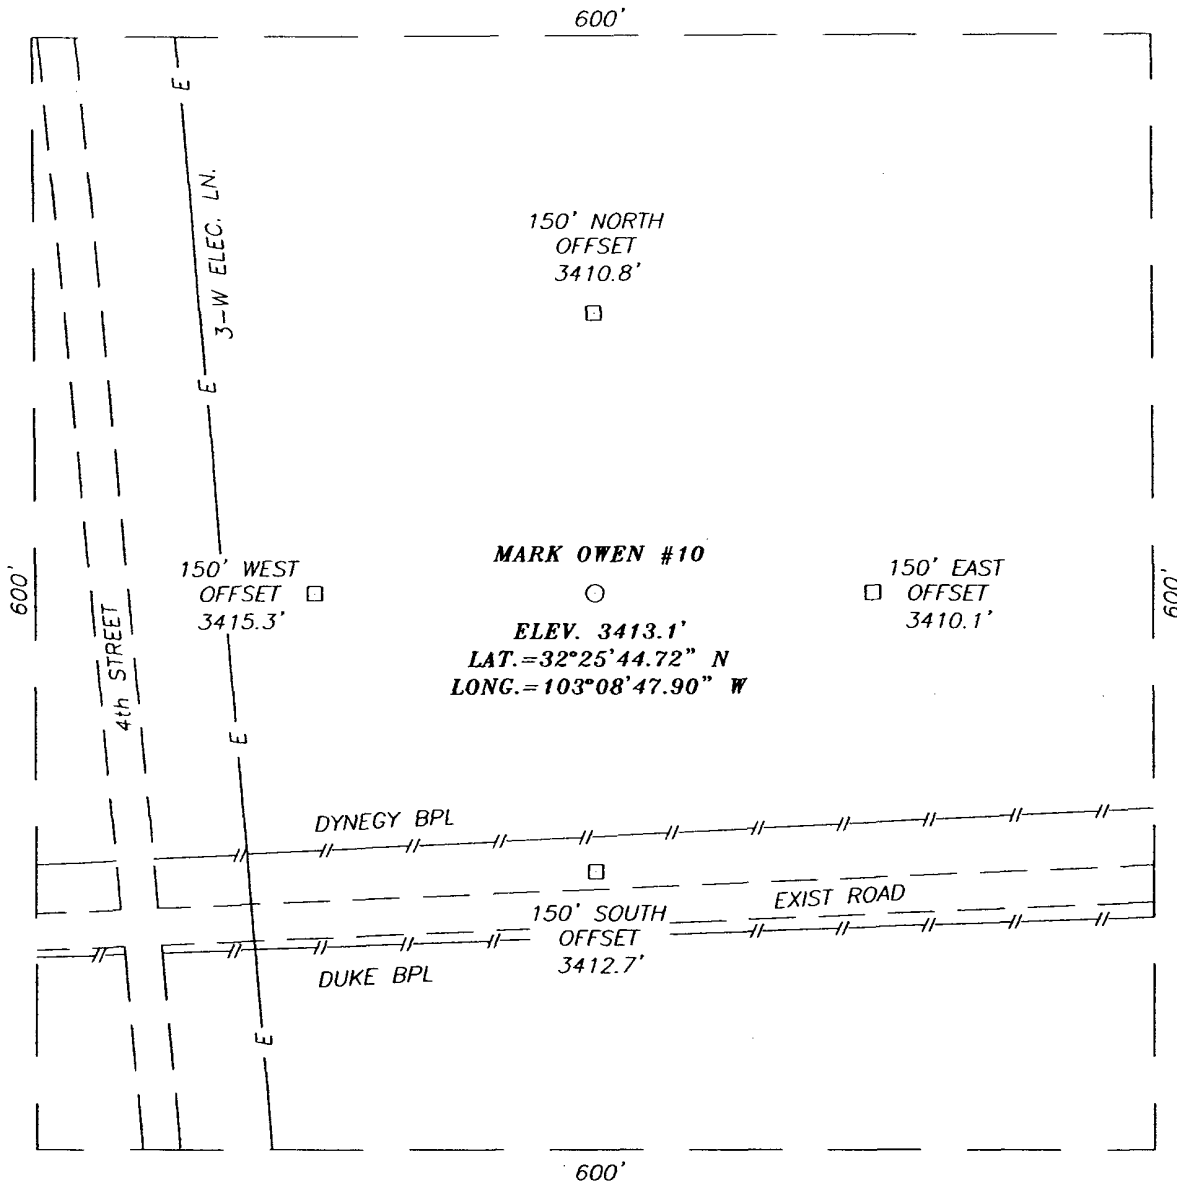 600'
E
3-W ELEC. LN.
150' NORTH
OFFSET
3410.8'
E
MARK OWEN #10
150' WEST
OFFSET
3415.3'
150' EAST
OFFSET
3410.1'
600'
600'
ELEV. 3413.1'
LAT.=32°25'44.72" N
LONG.=103°08'47.90" W
4th STREET
E
DYNEGY BPL
EXIST ROAD
150' SOUTH
OFFSET
3412.7'
DUKE BPL
E
600'